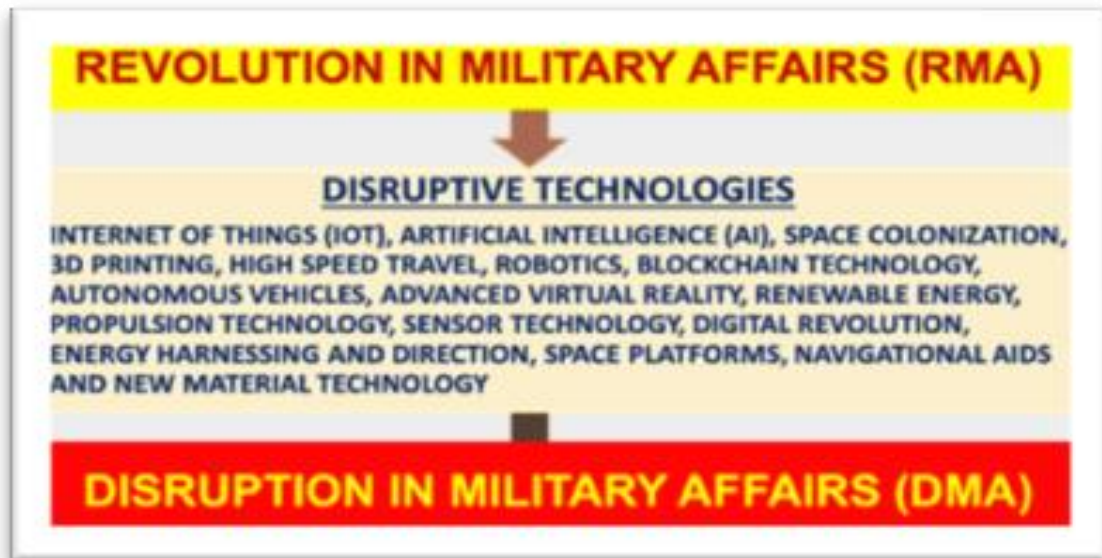 REVOLUTION IN MILITARY AFFAIRS (RMA)
DISRUPTIVE TECHNOLOGIES
INTERNET OF THINGS (IOT), ARTIFICIAL INTELLIGENCE (AI), SPACE COLONIZATION,
3D PRINTING, HIGH SPEED TRAVEL, ROBOTICS, BLOCKCHAIN TECHNOLOGY,
AUTONOMOUS VEHICLES, ADVANCED VIRTUAL REALITY, RENEWABLE ENERGY,
PROPULSION TECHNOLOGY, SENSOR TECHNOLOGY, DIGITAL REVOLUTION,
ENERGY HARNESSING AND DIRECTION, SPACE PLATFORMS, NAVIGATIONAL AIDS
AND NEW MATERIAL TECHNOLOGY
DISRUPTION IN MILITARY AFFAIRS (DMA)